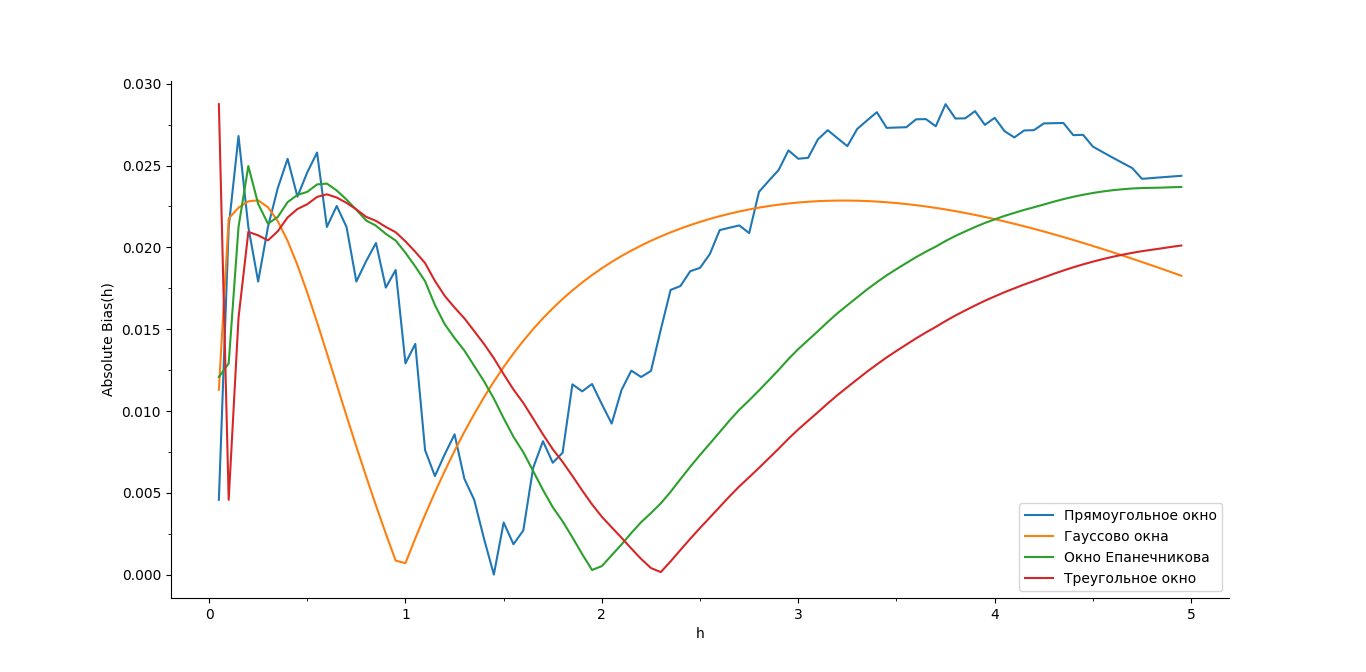 0.030
0.025
0.020
0.015
0.010
0.005
0.000
Absolute Bias(h)
0 1 2 3 4 5
h
Прямоугольное окно
Гауссово окна
Окно Епанечникова
Треугольное окно